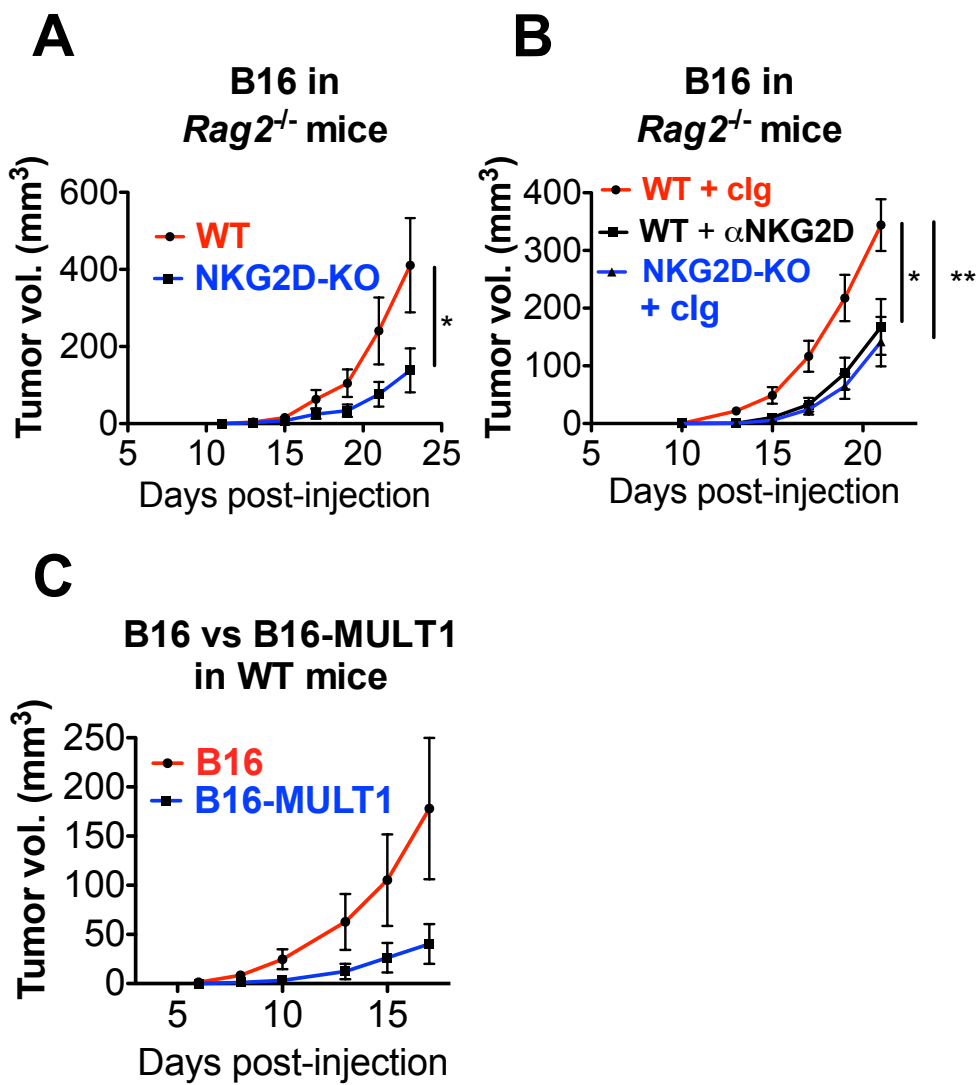 A
B16 in
Rag2-/- mice
Tumor vol. (mm3)
600
400
200
0
WT
NKG2D-KO
*
5 10 15 20 25
Days post-injection
B
B16 in
Rag2-/- mice
Tumor vol. (mm3)
400
300
200
100
0
WT + cIg
WT + αNKG2D
NKG2D-KO
+ cIg
*
**
5 10 15 20
Days post-injection
C
B16 vs B16-MULT1
in WT mice
Tumor vol. (mm3)
250
200
150
100
50
0
B16
B16-MULT1
5 10 15
Days post-injection